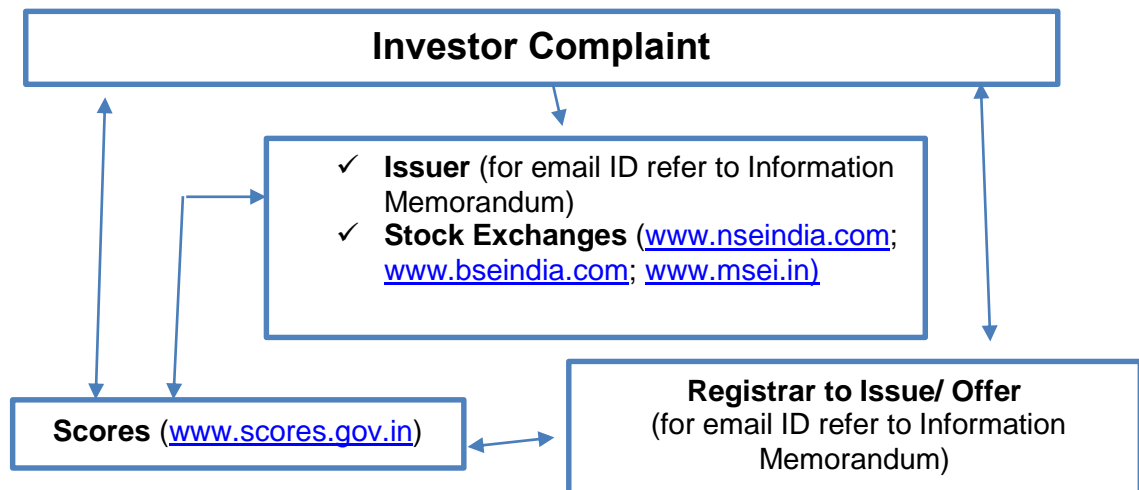 Investor Complaint
✓ Issuer (for email ID refer to Information
Memorandum)
✓ Stock Exchanges (www.nseindia.com;
www.bseindia.com; www.msei.in)
Registrar to Issue/ Offer
(for email ID refer to Information
Memorandum)
Scores (www.scores.gov.in)